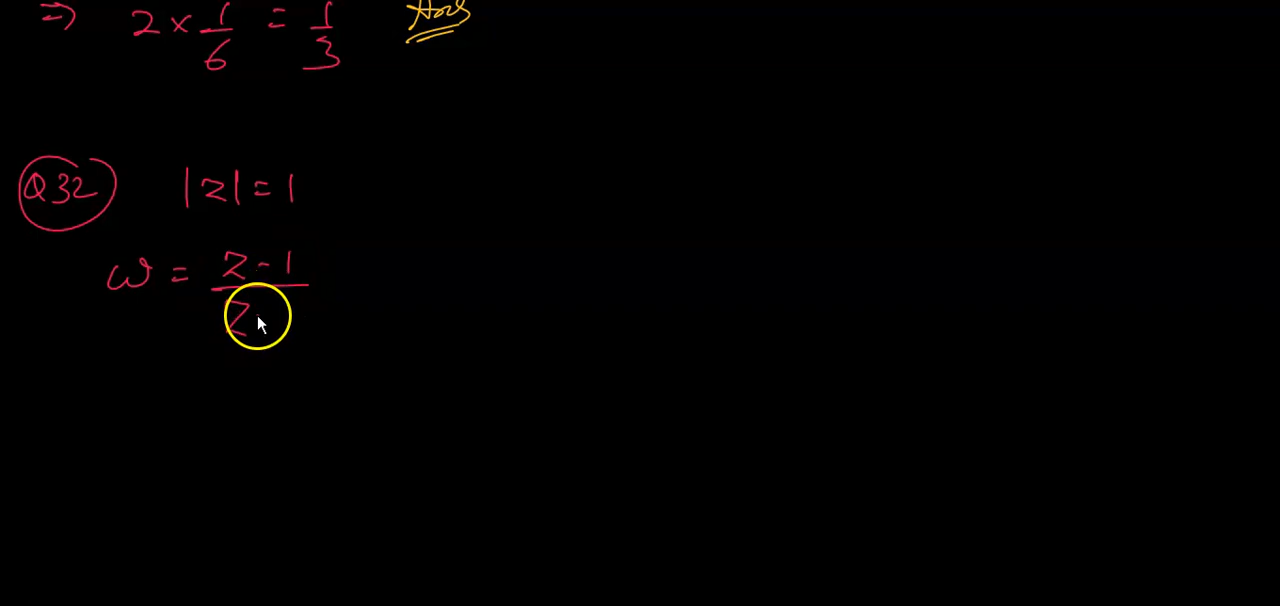 ⇒ 2 × 1/6 = 1/3 Ans
Q32 |z| = 1
ω = z - 1 / z